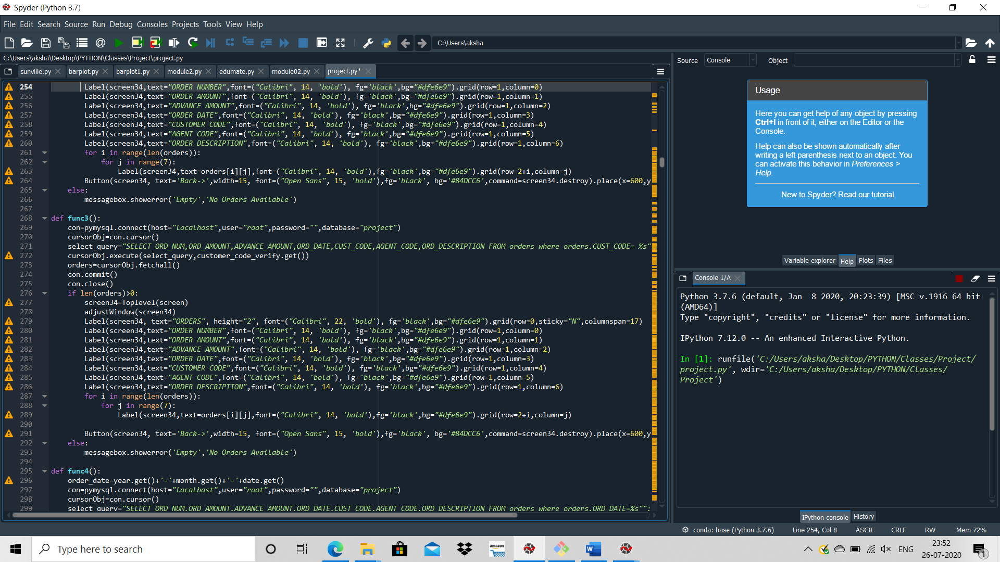 Spyder (Python 3.7)
File Edit Search Source Run Debug Consoles Projects Tools View Help
C:\Users\aksha
C:\Users\aksha\Desktop\PYTHON\Classes\Project\project.py
sunville.py barplot.py barplot1.py module2.py edumate.py module02.py project.py*
254 Label(screen34,text="ORDER NUMBER",font=("Calibri", 14, 'bold'), fg='black',bg="#dfe6e9").grid(row=1,column=0)
255 Label(screen34,text="ORDER AMOUNT",font=("Calibri", 14, 'bold'), fg='black',bg="#dfe6e9").grid(row=1,column=1)
256 Label(screen34,text="ADVANCE AMOUNT",font=("Calibri", 14, 'bold'), fg='black',bg="#dfe6e9").grid(row=1,column=2)
257 Label(screen34,text="ORDER DATE",font=("Calibri", 14, 'bold'), fg='black',bg="#dfe6e9").grid(row=1,column=3)
258 Label(screen34,text="CUSTOMER CODE",font=("Calibri", 14, 'bold'), fg='black',bg="#dfe6e9").grid(row=1,column=4)
259 Label(screen34,text="AGENT CODE",font=("Calibri", 14, 'bold'), fg='black',bg="#dfe6e9").grid(row=1,column=5)
260 Label(screen34,text="ORDER DESCRIPTION",font=("Calibri", 14, 'bold'), fg='black',bg="#dfe6e9").grid(row=1,column=6)
261 for i in range(len(orders)):
262 for j in range(7):
263 Label(screen34,text=orders[i][j],font=("Calibri", 14, 'bold'),fg='black',bg="#dfe6e9").grid(row=2+i,column=j)
264 Button(screen34, text='Back->',width=15, font=("Open Sans", 15, 'bold'),fg='black', bg='#84DCC6',command=screen34.destroy).place(x=600,y
265 else:
266 messagebox.showerror('Empty','No Orders Available')
267
268 def func3():
269 con=pymysql.connect(host="localhost",user="root",password="",database="project")
270 cursorObj=con.cursor()
271 select_query="SELECT ORD_NUM,ORD_AMOUNT,ADVANCE_AMOUNT,ORD_DATE,CUST_CODE,AGENT_CODE,ORD_DESCRIPTION FROM orders where orders.CUST_CODE= %s"
272 cursorObj.execute(select_query,customer_code_verify.get())
273 orders=cursorObj.fetchall()
274 con.commit()
275 con.close()
276 if len(orders)>0:
277 screen34=Toplevel(screen)
278 adjustWindow(screen34)
279 Label(screen34, text="ORDERS", height="2", font=("Calibri", 22, 'bold'), fg='black',bg="#dfe6e9").grid(row=0,sticky="N",columnspan=17)
280 Label(screen34,text="ORDER NUMBER",font=("Calibri", 14, 'bold'), fg='black',bg="#dfe6e9").grid(row=1,column=0)
281 Label(screen34,text="ORDER AMOUNT",font=("Calibri", 14, 'bold'), fg='black',bg="#dfe6e9").grid(row=1,column=1)
282 Label(screen34,text="ADVANCE AMOUNT",font=("Calibri", 14, 'bold'), fg='black',bg="#dfe6e9").grid(row=1,column=2)
283 Label(screen34,text="ORDER DATE",font=("Calibri", 14, 'bold'), fg='black',bg="#dfe6e9").grid(row=1,column=3)
284 Label(screen34,text="CUSTOMER CODE",font=("Calibri", 14, 'bold'), fg='black',bg="#dfe6e9").grid(row=1,column=4)
285 Label(screen34,text="AGENT CODE",font=("Calibri", 14, 'bold'), fg='black',bg="#dfe6e9").grid(row=1,column=5)
286 Label(screen34,text="ORDER DESCRIPTION",font=("Calibri", 14, 'bold'), fg='black',bg="#dfe6e9").grid(row=1,column=6)
287 for i in range(len(orders)):
288 for j in range(7):
289 Label(screen34,text=orders[i][j],font=("Calibri", 14, 'bold'),fg='black',bg="#dfe6e9").grid(row=2+i,column=j)
290
291 Button(screen34, text='Back->',width=15, font=("Open Sans", 15, 'bold'),fg='black', bg='#84DCC6',command=screen34.destroy).place(x=600,y
292 else:
293 messagebox.showerror('Empty','No Orders Available')
294
295 def func4():
296 order_date=year.get()+'-'+month.get()+'-'+date.get()
297 con=pymysql.connect(host="localhost",user="root",password="",database="project")
298 cursorObj=con.cursor()
299 select_query="SELECT ORD_NUM,ORD_AMOUNT,ADVANCE_AMOUNT,ORD_DATE,CUST_CODE,AGENT_CODE,ORD_DESCRIPTION FROM orders where orders.ORD_DATE=%s"":
Source Console Object
Usage
Here you can get help of any object by pressing
Ctrl+I in front of it, either on the Editor or the
Console.
Help can also be shown automatically after
writing a left parenthesis next to an object. You
can activate this behavior in Preferences >
Help.
New to Spyder? Read our tutorial
Variable explorer Help Plots Files
Console 1/A
Python 3.7.6 (default, Jan  8 2020, 20:23:39) [MSC v.1916 64 bit
(AMD64)]
Type "copyright", "credits" or "license" for more information.
IPython 7.12.0 -- An enhanced Interactive Python.
In [1]: runfile('C:/Users/aksha/Desktop/PYTHON/Classes/Project/
project.py', wdir='C:/Users/aksha/Desktop/PYTHON/Classes/
Project')
IPython console History
conda: base (Python 3.7.6) Line 254, Col 8 ASCII CRLF RW Mem 72%
Type here to search
amazon
W
ENG
23:52
26-07-2020
1